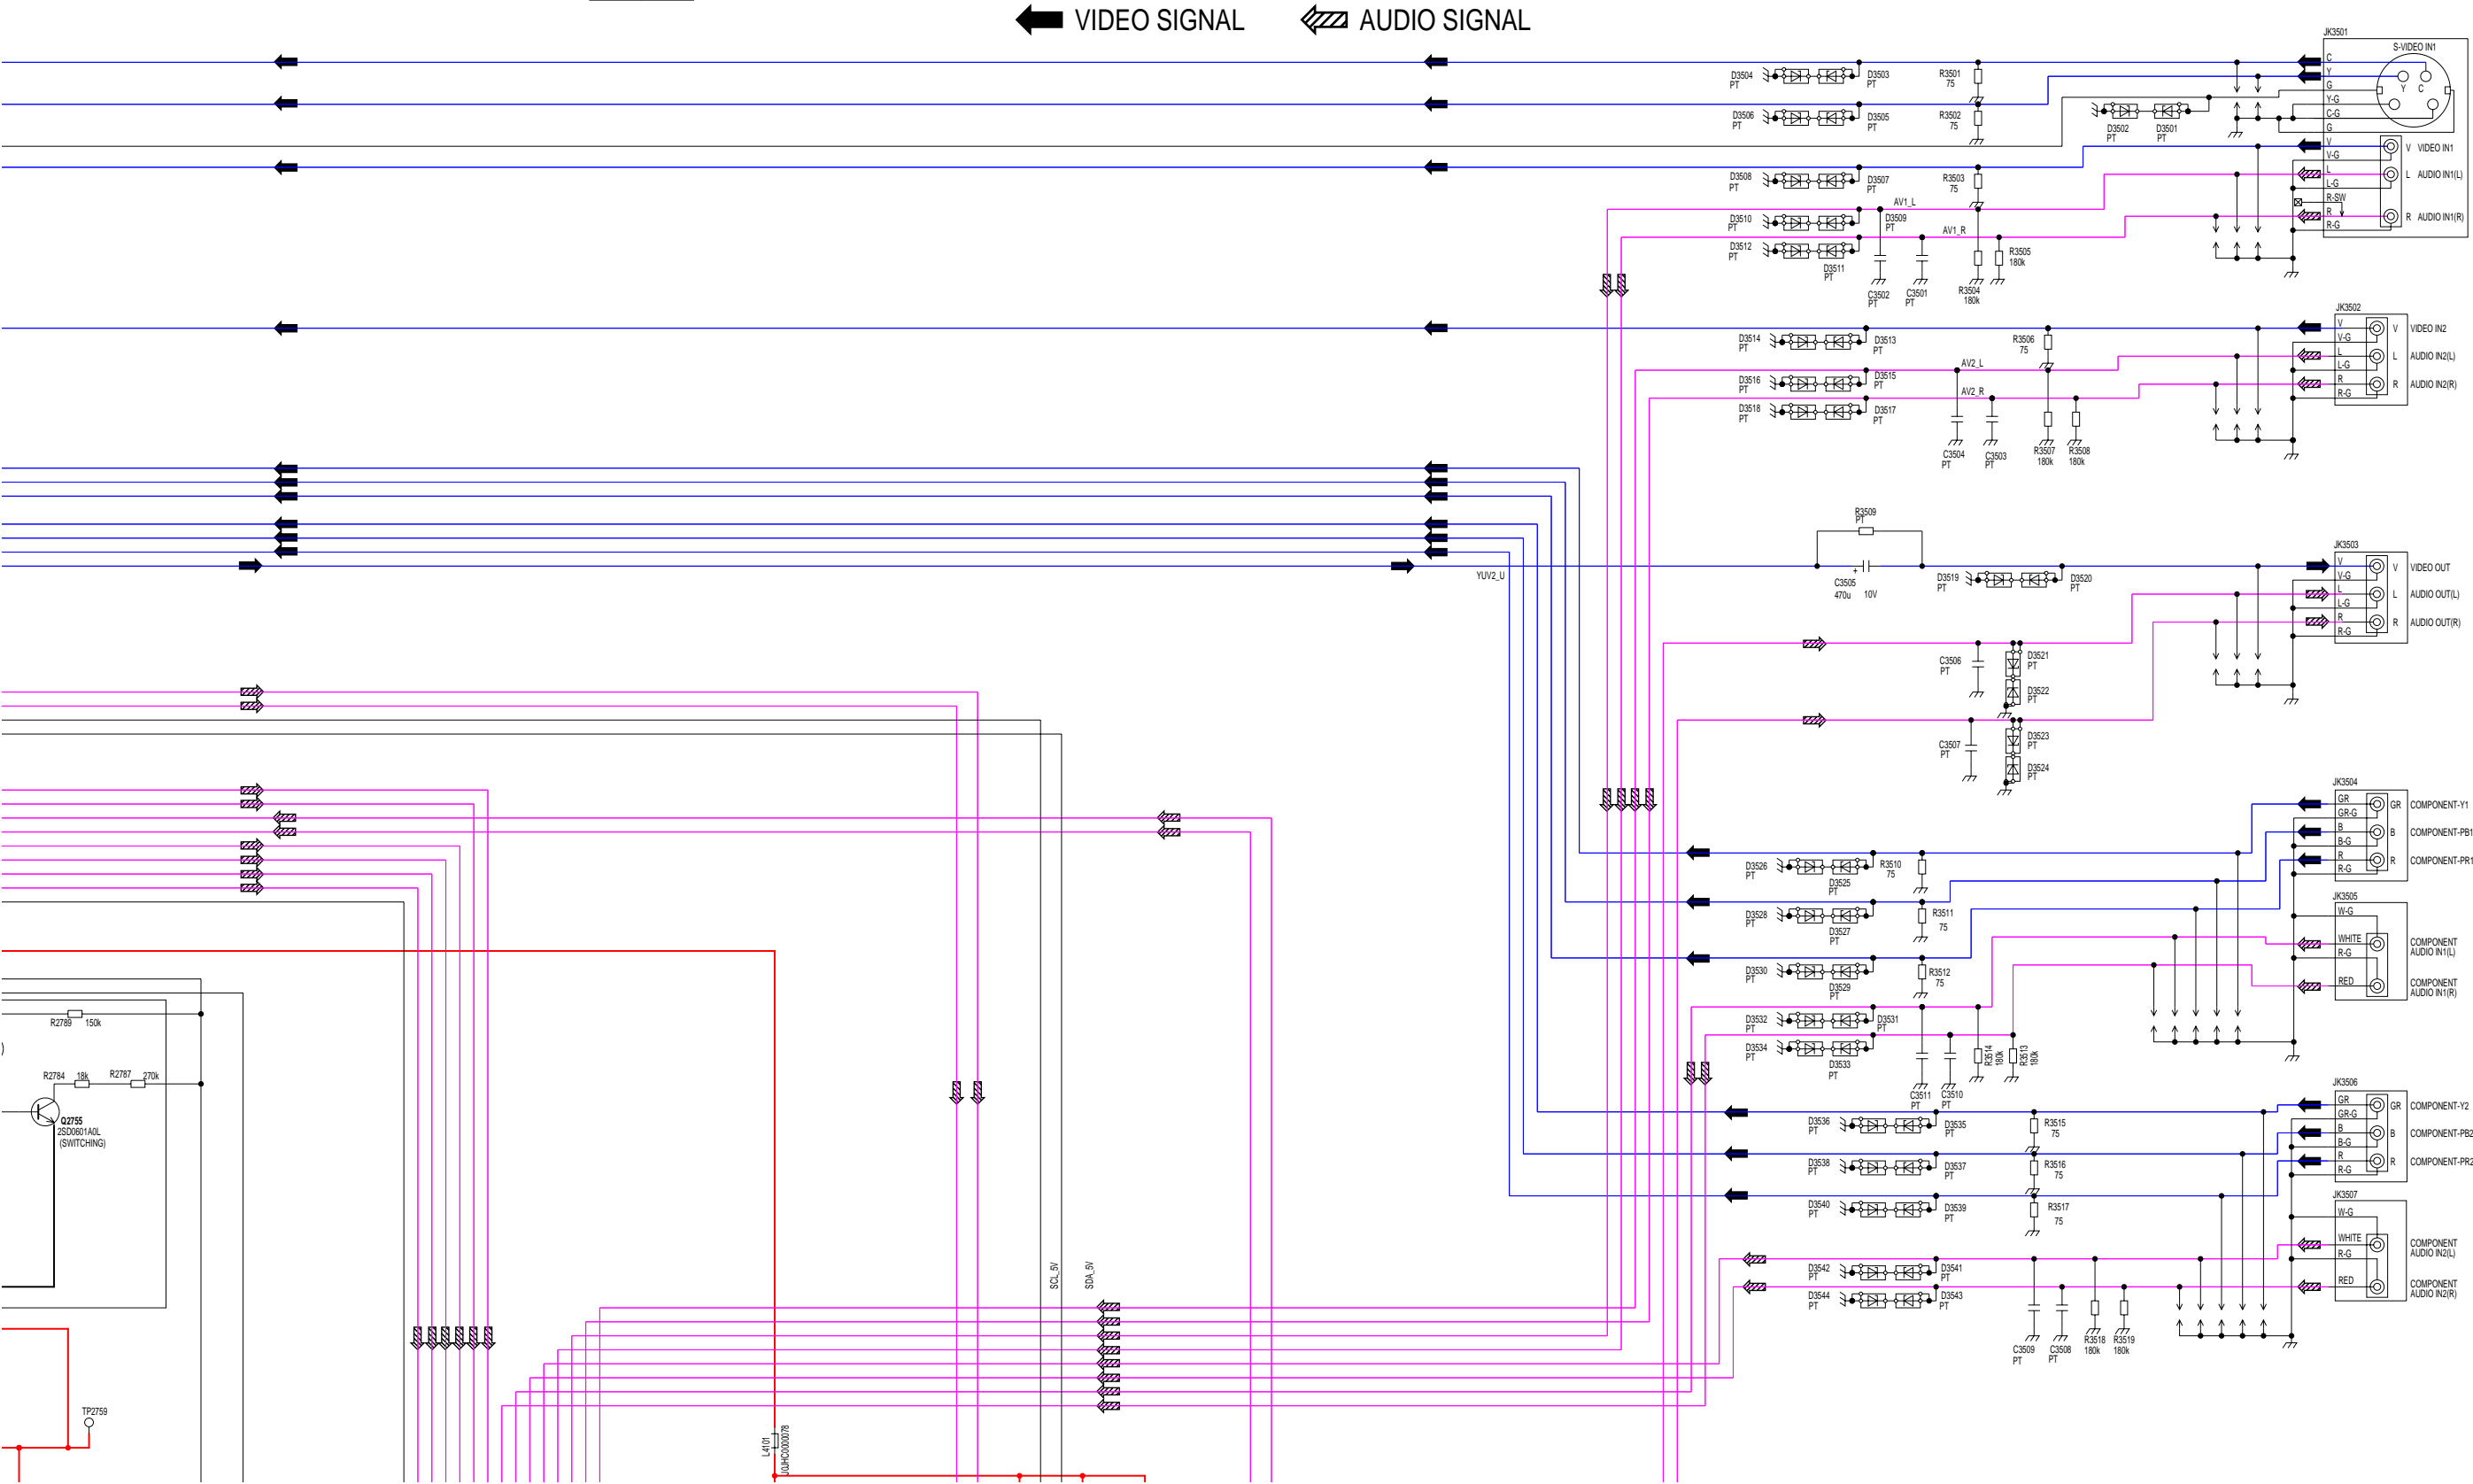 VIDEO SIGNAL
AUDIO SIGNAL
JK3501
S-VIDEO IN1
C
Y
G
Y-G
C-G
G
Y
C
V
V-G
L
L-G
R-SW
R
R-G
V VIDEO IN1
L AUDIO IN1(L)
R AUDIO IN1(R)
D3504
PT
D3503
PT
R3501
75
D3506
PT
D3505
PT
R3502
75
D3502
PT
D3501
PT
D3508
PT
D3507
PT
R3503
75
AV1_L
D3510
PT
D3509
PT
AV1_R
D3512
PT
D3511
PT
R3505
180k
C3502
PT
C3501
PT
R3504
180k
JK3502
V
V-G
L
L-G
R
R-G
V VIDEO IN2
L AUDIO IN2(L)
R AUDIO IN2(R)
D3514
PT
D3513
PT
R3506
75
AV2_L
D3516
PT
D3515
PT
AV2_R
D3518
PT
D3517
PT
C3504
PT
C3503
PT
R3507
180k
R3508
180k
R3509
PT
JK3503
V
V-G
L
L-G
R
R-G
V VIDEO OUT
L AUDIO OUT(L)
R AUDIO OUT(R)
YUV2_U
C3505
+
470u 10V
D3519
PT
D3520
PT
C3506
PT
D3521
PT
D3522
PT
C3507
PT
D3523
PT
D3524
PT
JK3504
GR
GR-G
B
B-G
R
R-G
GR COMPONENT-Y1
B COMPONENT-PB1
R COMPONENT-PR1
D3526
PT
D3525
PT
R3510
75
JK3505
W-G
WHITE
R-G
RED
COMPONENT
AUDIO IN1(L)
COMPONENT
AUDIO IN1(R)
D3528
PT
D3527
PT
R3511
75
D3530
PT
D3529
PT
R3512
75
D3532
PT
D3531
PT
D3534
PT
D3533
PT
R3514
180k
R3513
180k
C3511
PT
C3510
PT
R2789 150k
)
R2784 18k R2787 270k
Q2755
2SD0601A0L
(SWITCHING)
JK3506
GR
GR-G
B
B-G
R
R-G
GR COMPONENT-Y2
B COMPONENT-PB2
R COMPONENT-PR2
D3536
PT
D3535
PT
R3515
75
D3538
PT
D3537
PT
R3516
75
D3540
PT
D3539
PT
R3517
75
JK3507
W-G
WHITE
R-G
RED
COMPONENT
AUDIO IN2(L)
COMPONENT
AUDIO IN2(R)
D3542
PT
D3541
PT
D3544
PT
D3543
PT
C3509
PT
C3508
PT
R3518
180k
R3519
180k
SCL_5V
SDA_5V
TP2759
L4101
J0JHC0000078